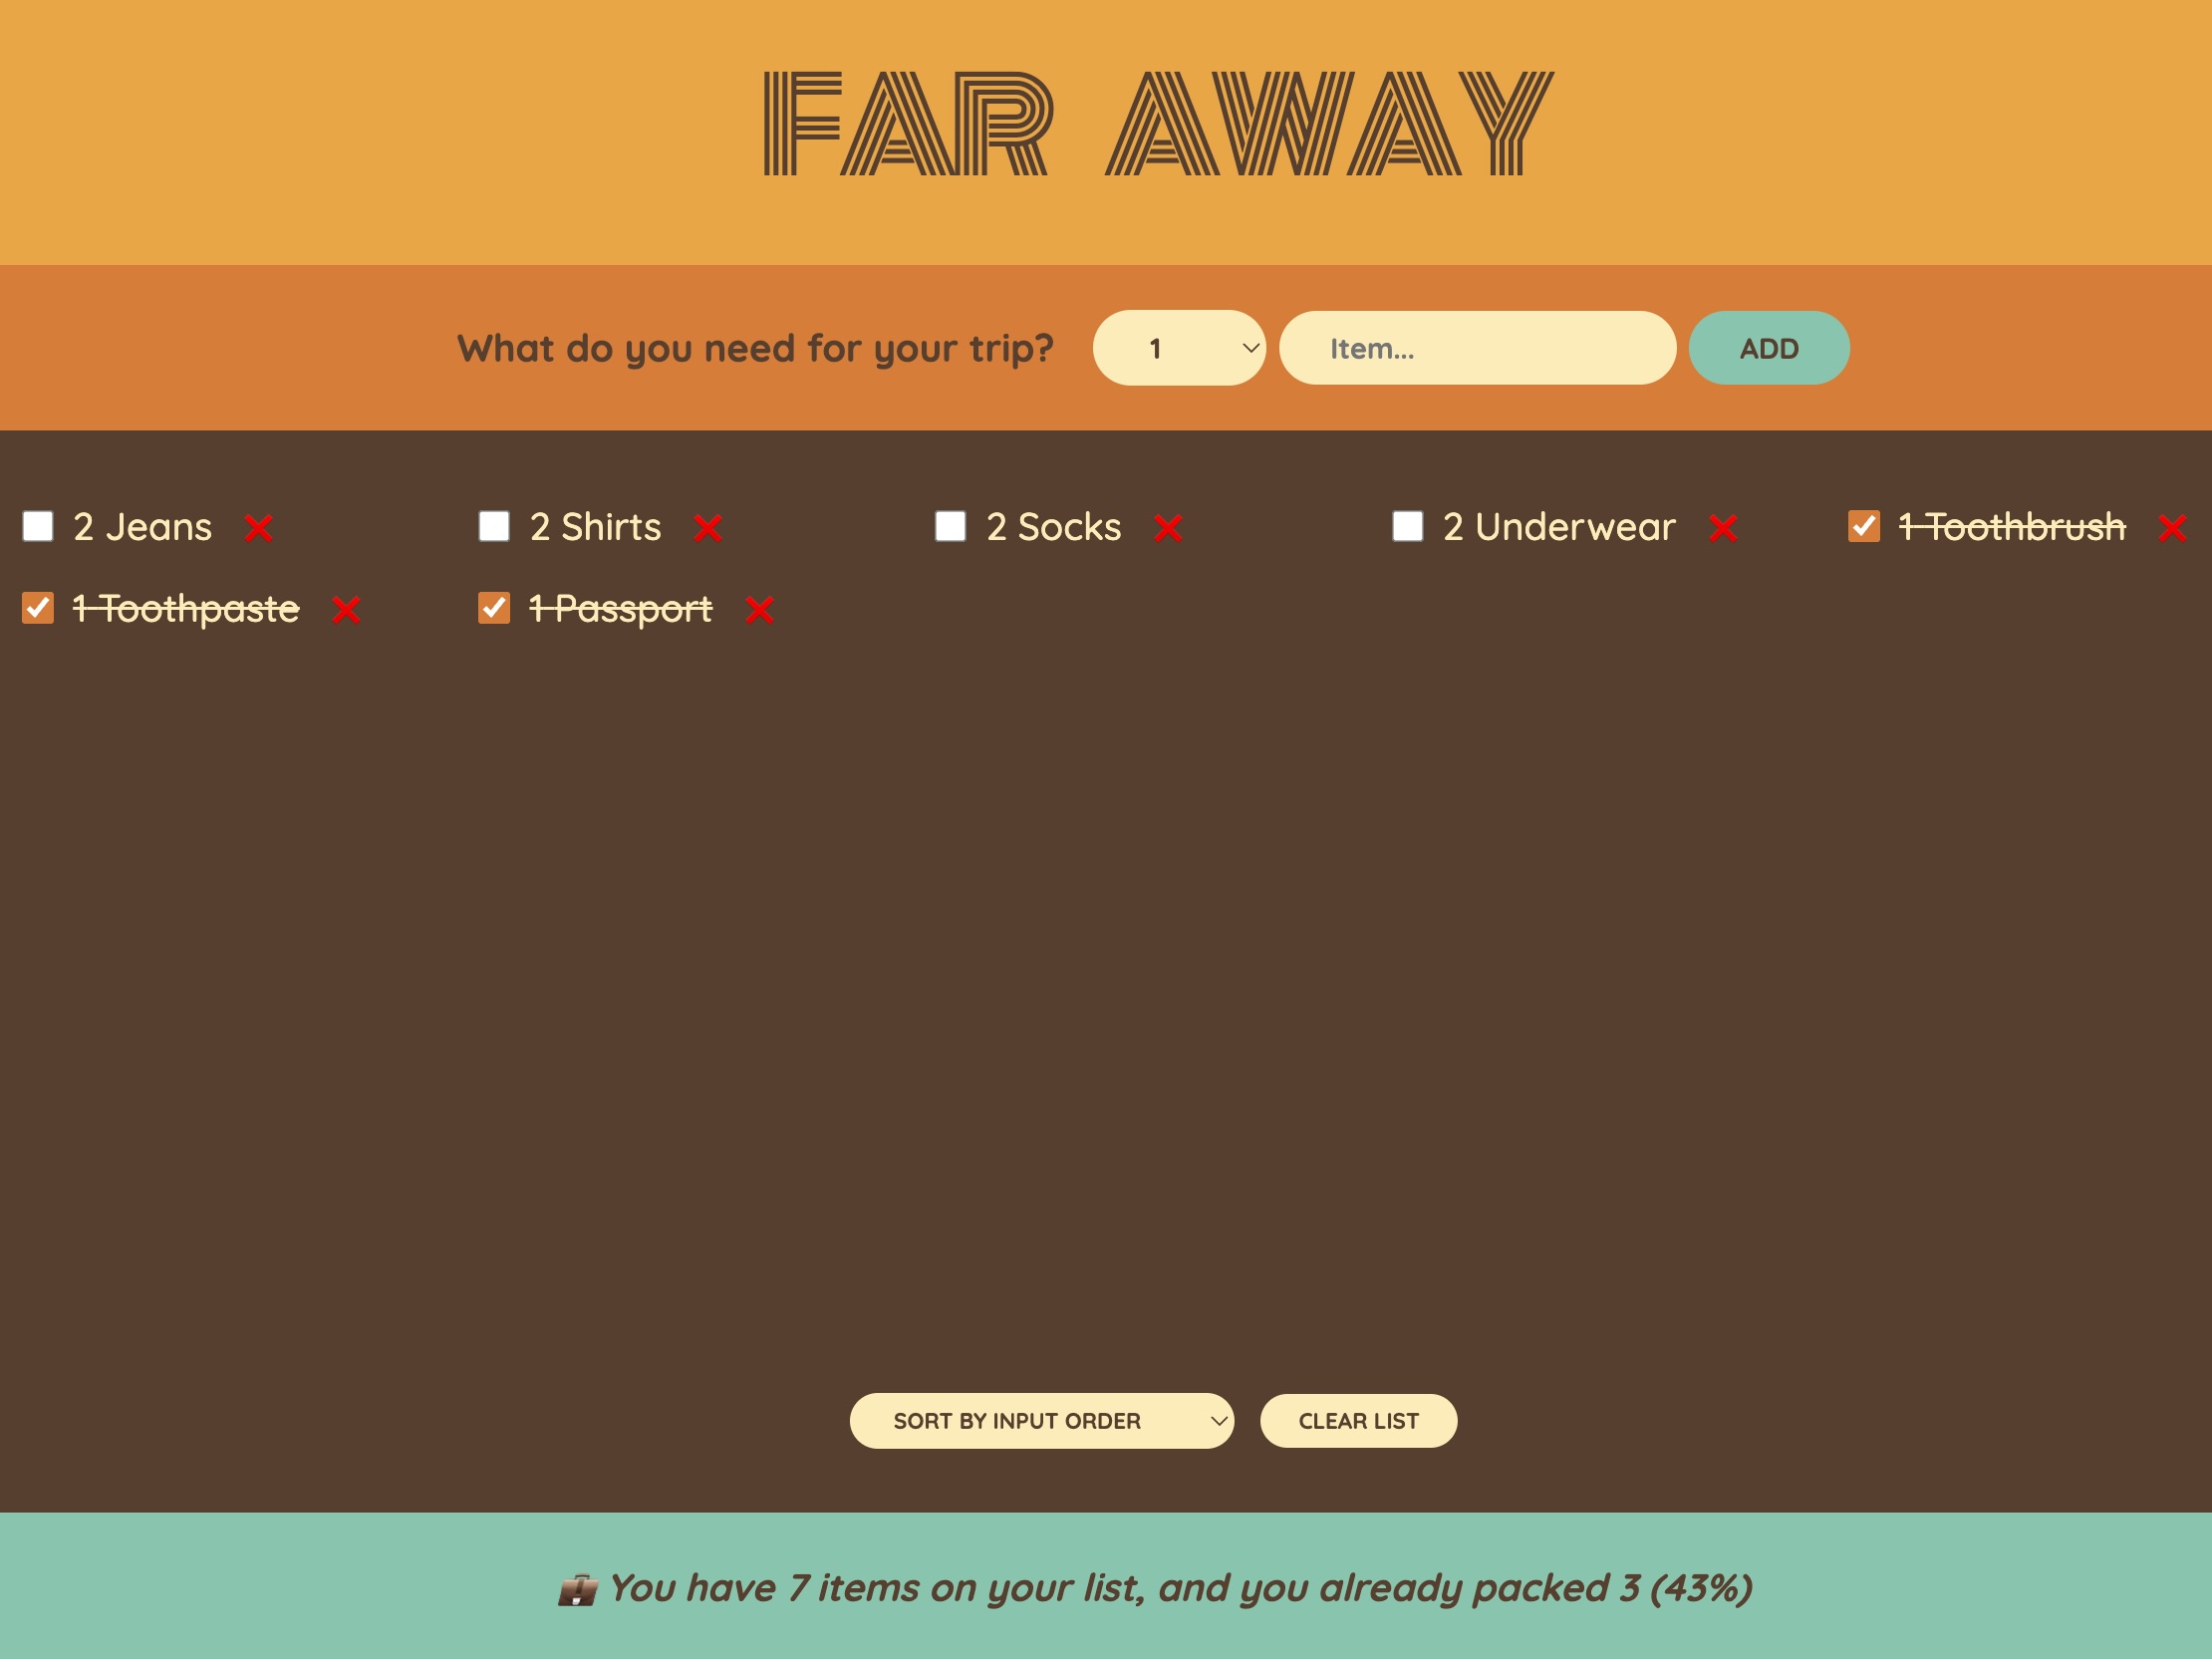 FAR AWAY
What do you need for your trip? 1 Item... ADD
2 Jeans 2 Shirts 2 Socks 2 Underwear 1 Toothbrush
1 Toothpaste 1 Passport
SORT BY INPUT ORDER CLEAR LIST
You have 7 items on your list, and you already packed 3 (43%)